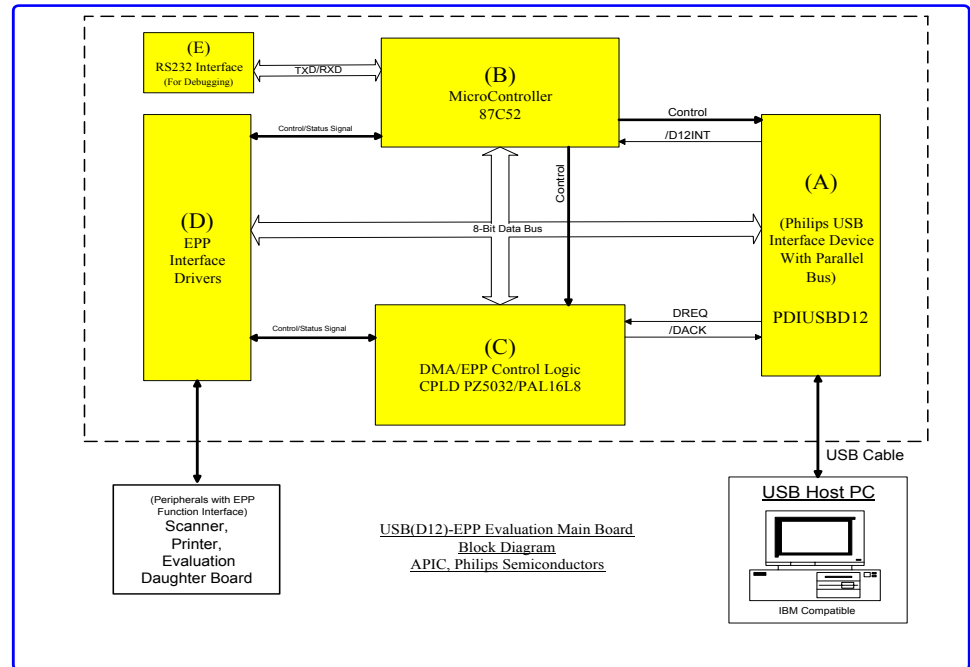 (E)
RS232 Interface
(For Debugging)
TXD/RXD
(B)
MicroController
87C52
Control/Status Signal
Control
/D12INT
Control
(A)
(Philips USB
Interface Device
With Parallel
Bus)
PDIUSBD12
(D)
EPP
Interface
Drivers
8-Bit Data Bus
Control/Status Signal
DREQ
/DACK
(C)
DMA/EPP Control Logic
CPLD PZ5032/PAL16L8
USB Cable
(Peripherals with EPP
Function Interface)
Scanner,
Printer,
Evaluation
Daughter Board
USB(D12)-EPP Evaluation Main Board
Block Diagram
APIC, Philips Semiconductors
USB Host PC
IBM Compatible